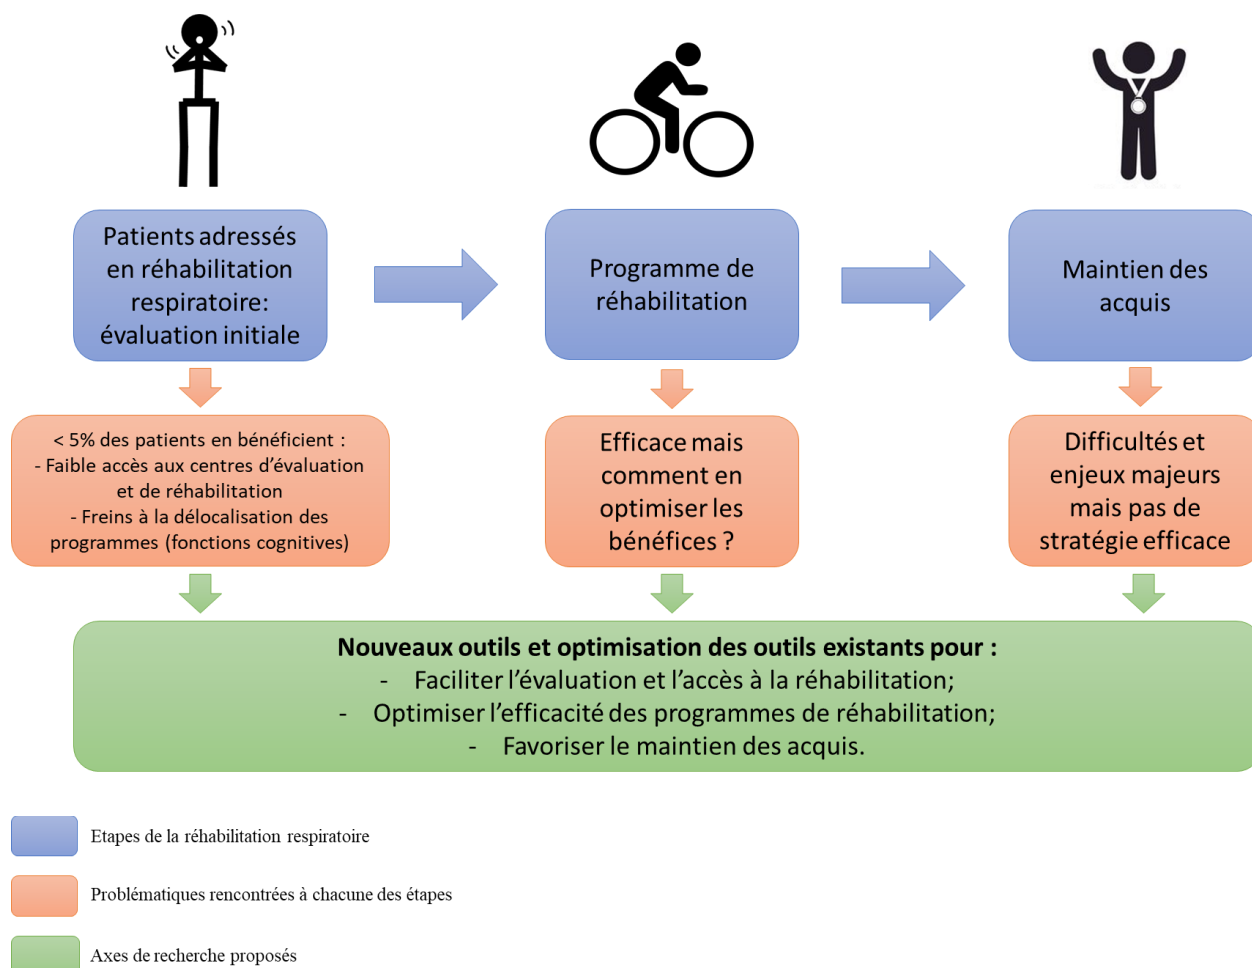 Patients adressés
en réhabilitation
respiratoire:
évaluation initiale
Programme de
réhabilitation
Maintien des
acquis
< 5% des patients en bénéficient :
- Faible accès aux centres d’évaluation
et de réhabilitation
- Freins à la délocalisation des
programmes (fonctions cognitives)
Efficace mais
comment en
optimiser les
bénéfices ?
Difficultés et
enjeux majeurs
mais pas de
stratégie efficace
Nouveaux outils et optimisation des outils existants pour :
- Faciliter l’évaluation et l’accès à la réhabilitation;
- Optimiser l’efficacité des programmes de réhabilitation;
- Favoriser le maintien des acquis.
Etapes de la réhabilitation respiratoire
Problématiques rencontrées à chacune des étapes
Axes de recherche proposés